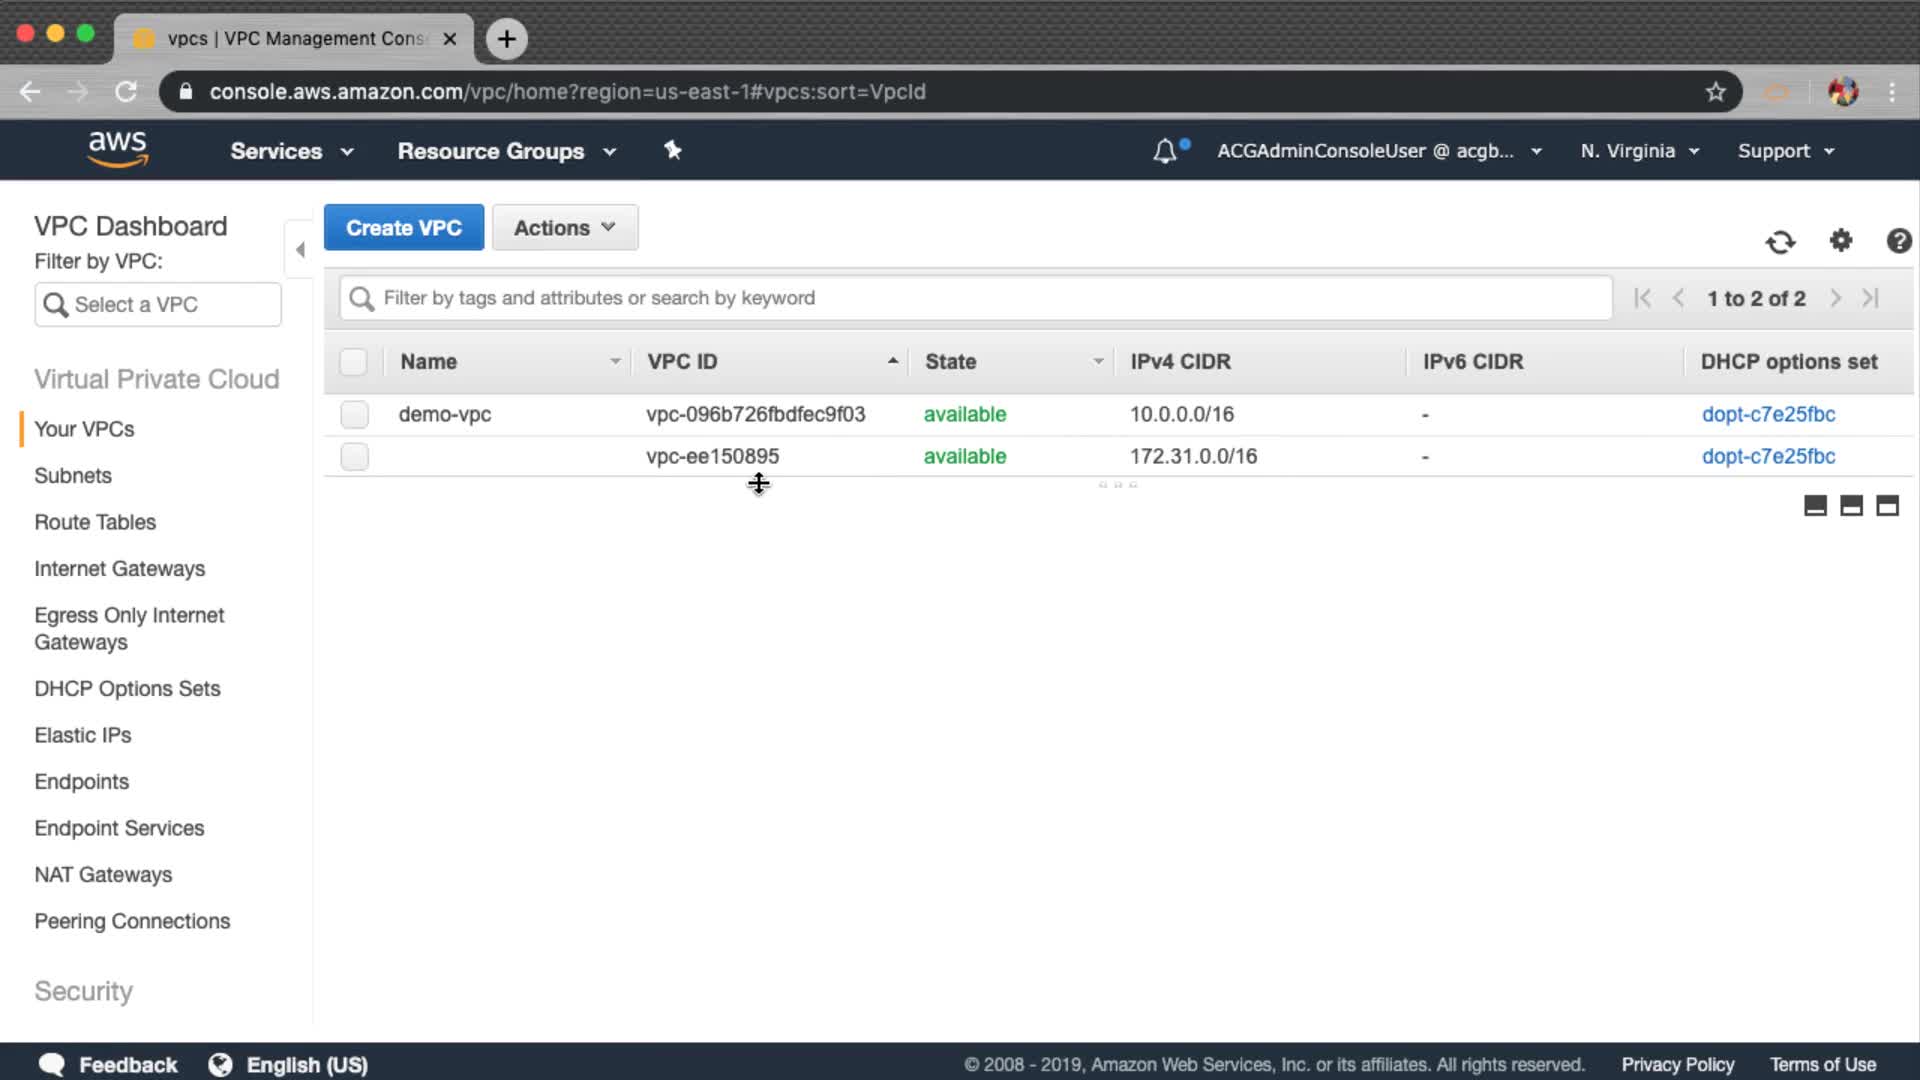 vpcs | VPC Management Cons
console.aws.amazon.com/vpc/home?region=us-east-1#vpcs:sort=VpcId
aws Services Resource Groups ACGAdminConsoleUser @ acgb... N. Virginia Support
VPC Dashboard
Filter by VPC:
Select a VPC
Virtual Private Cloud
Your VPCs
Subnets
Route Tables
Internet Gateways
Egress Only Internet
Gateways
DHCP Options Sets
Elastic IPs
Endpoints
Endpoint Services
NAT Gateways
Peering Connections
Security
Create VPC Actions
Filter by tags and attributes or search by keyword 1 to 2 of 2
Name VPC ID State IPv4 CIDR IPv6 CIDR DHCP options set
demo-vpc vpc-096b726fbdfec9f03 available 10.0.0.0/16 - dopt-c7e25fbc
vpc-ee150895 available 172.31.0.0/16 - dopt-c7e25fbc
Feedback English (US) © 2008 - 2019, Amazon Web Services, Inc. or its affiliates. All rights reserved. Privacy Policy Terms of Use